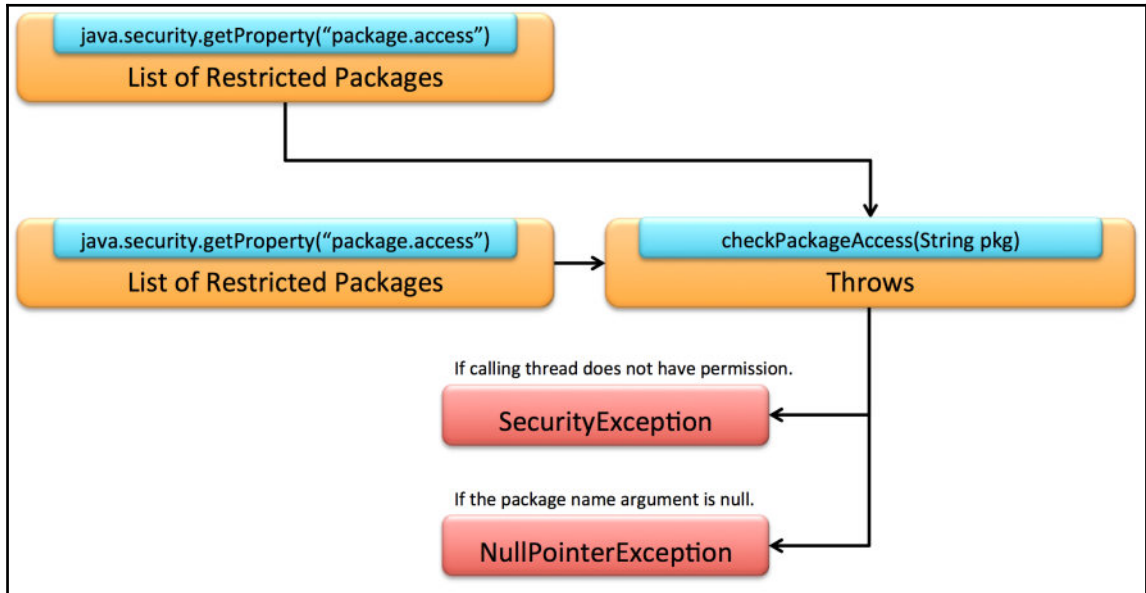 java.security.getProperty(“package.access”)
List of Restricted Packages
java.security.getProperty(“package.access”)
List of Restricted Packages
checkPackageAccess(String pkg)
Throws
If calling thread does not have permission.
SecurityException
If the package name argument is null.
NullPointerException